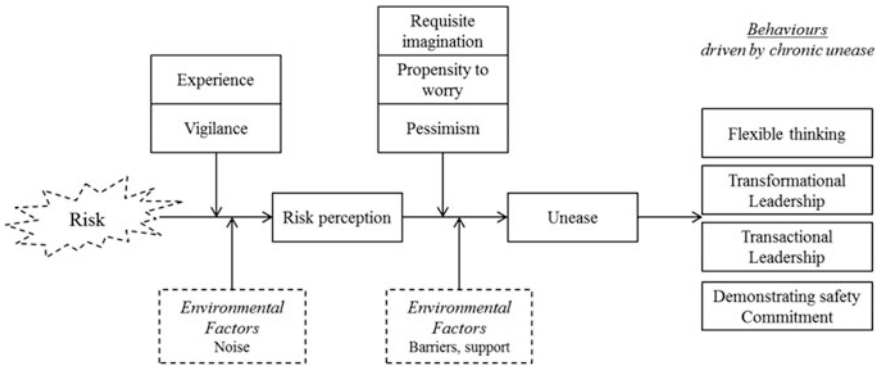 Requisite
imagination
Propensity to
worry
Pessimism
Behaviours
driven by chronic unease
Experience
Vigilance
Risk
Risk perception
Unease
Flexible thinking
Transformational
Leadership
Transactional
Leadership
Demonstrating safety
Commitment
Environmental
Factors
Noise
Environmental
Factors
Barriers, support